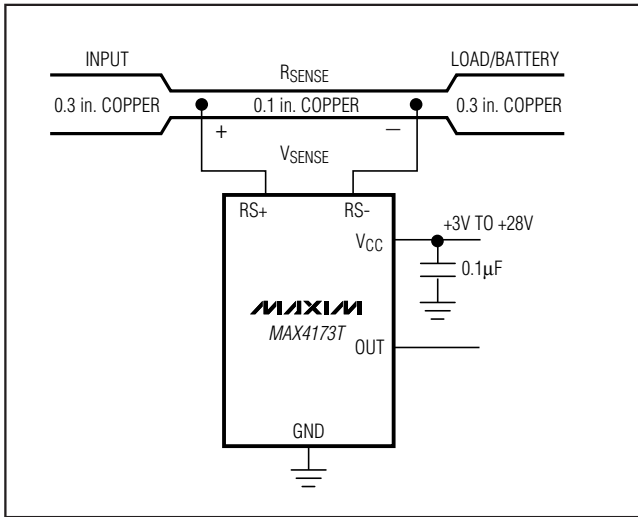 INPUT
RSENSE
LOAD/BATTERY
0.3 in. COPPER
0.1 in. COPPER
0.3 in. COPPER
+
−
VSENSE
RS+
RS-
+3V TO +28V
VCC
0.1µF
MAXIM
MAX4173T
OUT
GND